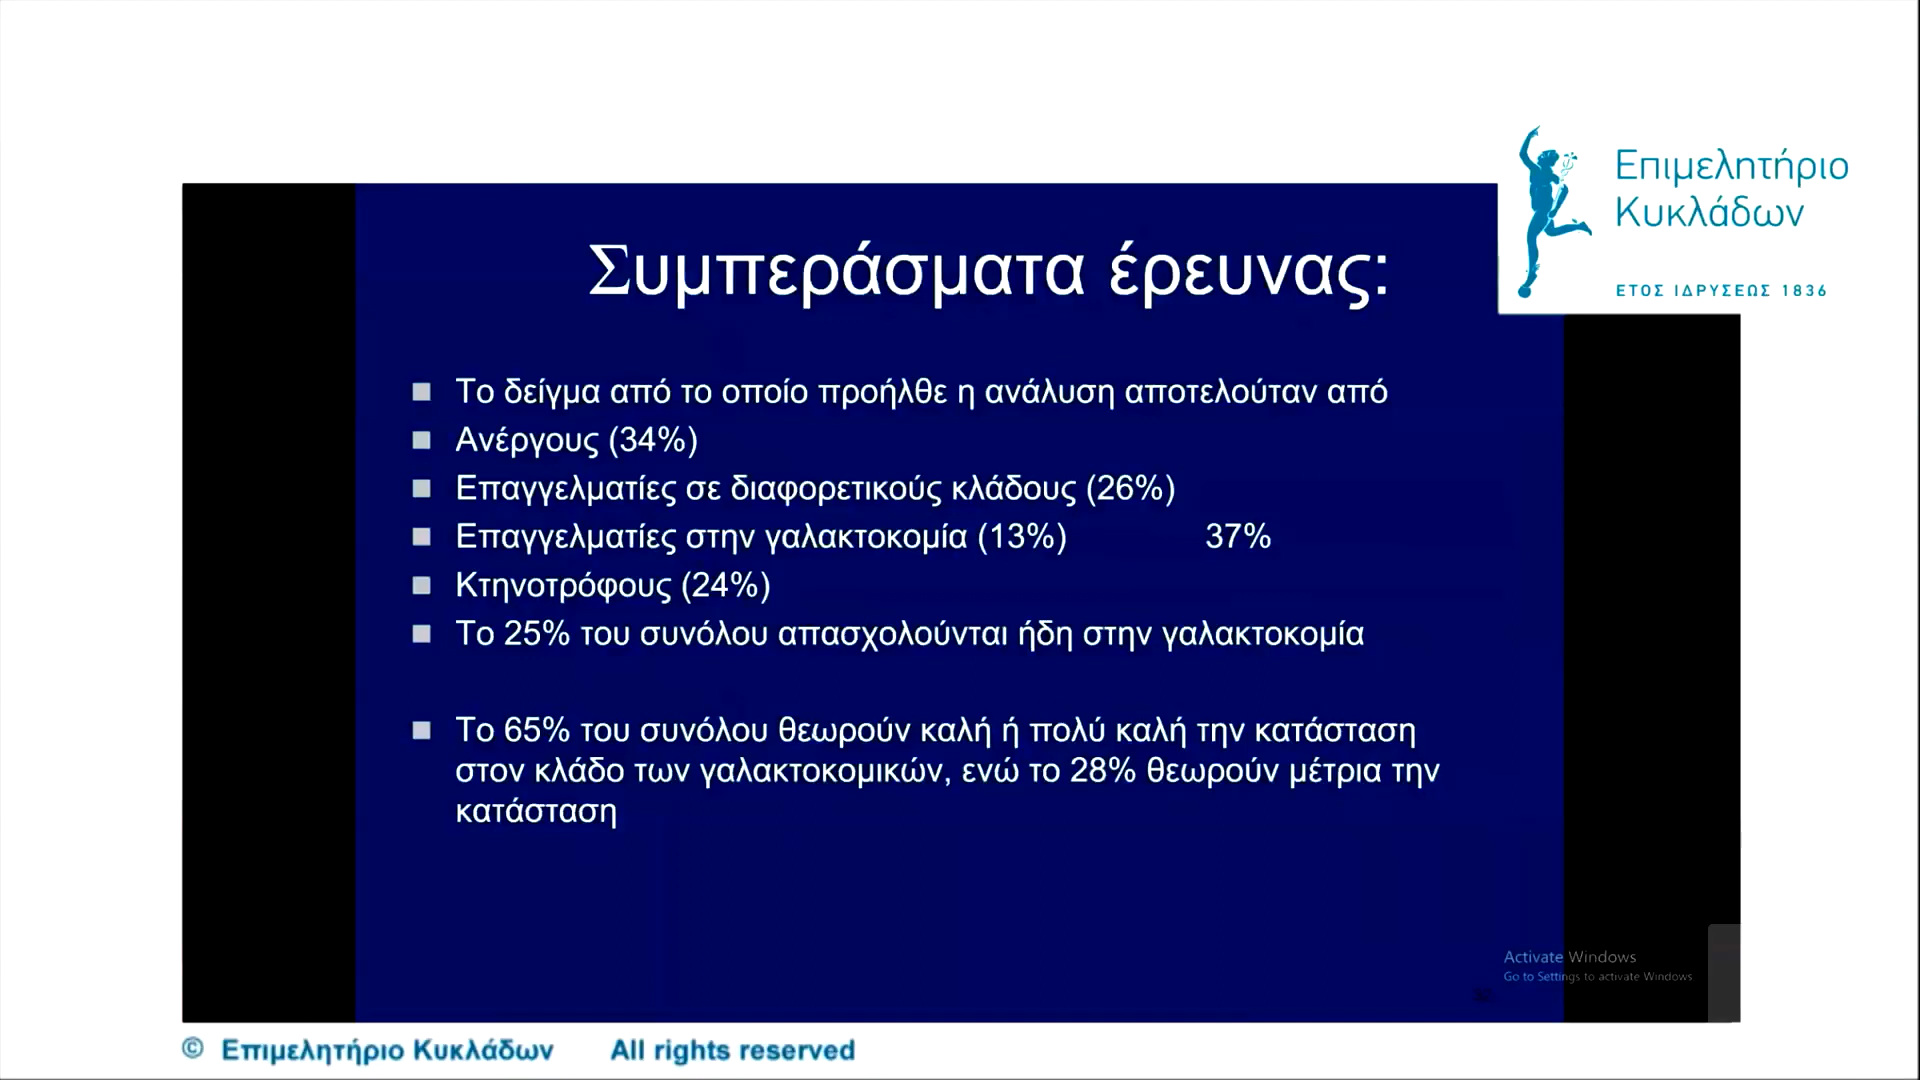 Επιμελητήριο
Κυκλάδων
ΕΤΟΣ ΙΔΡΥΣΕΩΣ 1836
Συμπεράσματα έρευνας:
Το δείγμα από το οποίο προήλθε η ανάλυση αποτελούταν από
Ανέργους (34%)
Επαγγελματίες σε διαφορετικούς κλάδους (26%)
Επαγγελματίες στην γαλακτοκομία (13%) 37%
Κτηνοτρόφους (24%)
Το 25% του συνόλου απασχολούνται ήδη στην γαλακτοκομία
Το 65% του συνόλου θεωρούν καλή ή πολύ καλή την κατάσταση
στον κλάδο των γαλακτοκομικών, ενώ το 28% θεωρούν μέτρια την
κατάσταση
Activate Windows
Go to Settings to activate Windows.
© Επιμελητήριο Κυκλάδων All rights reserved